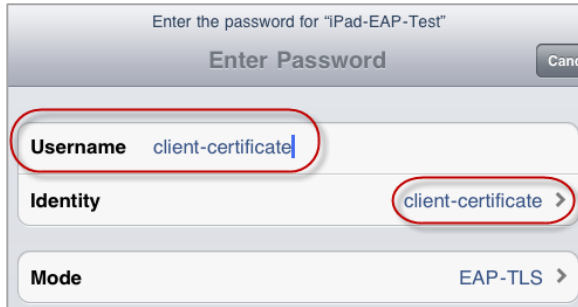 Enter the password for “iPad-EAP-Test”
Enter Password
Username client-certificate
Identity client-certificate
Mode EAP-TLS